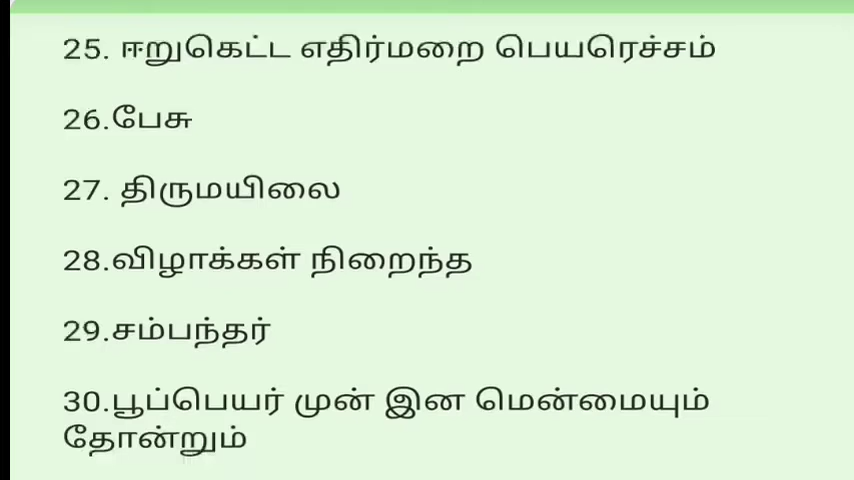 25. ஈறுகெட்ட எதிர்மறை பெயரெச்சம்
26.பேசு
27. திருமயிலை
28.விழாக்கள் நிறைந்த
29.சம்பந்தர்
30.பூப்பெயர் முன் இன மென்மையும்
தோன்றும்